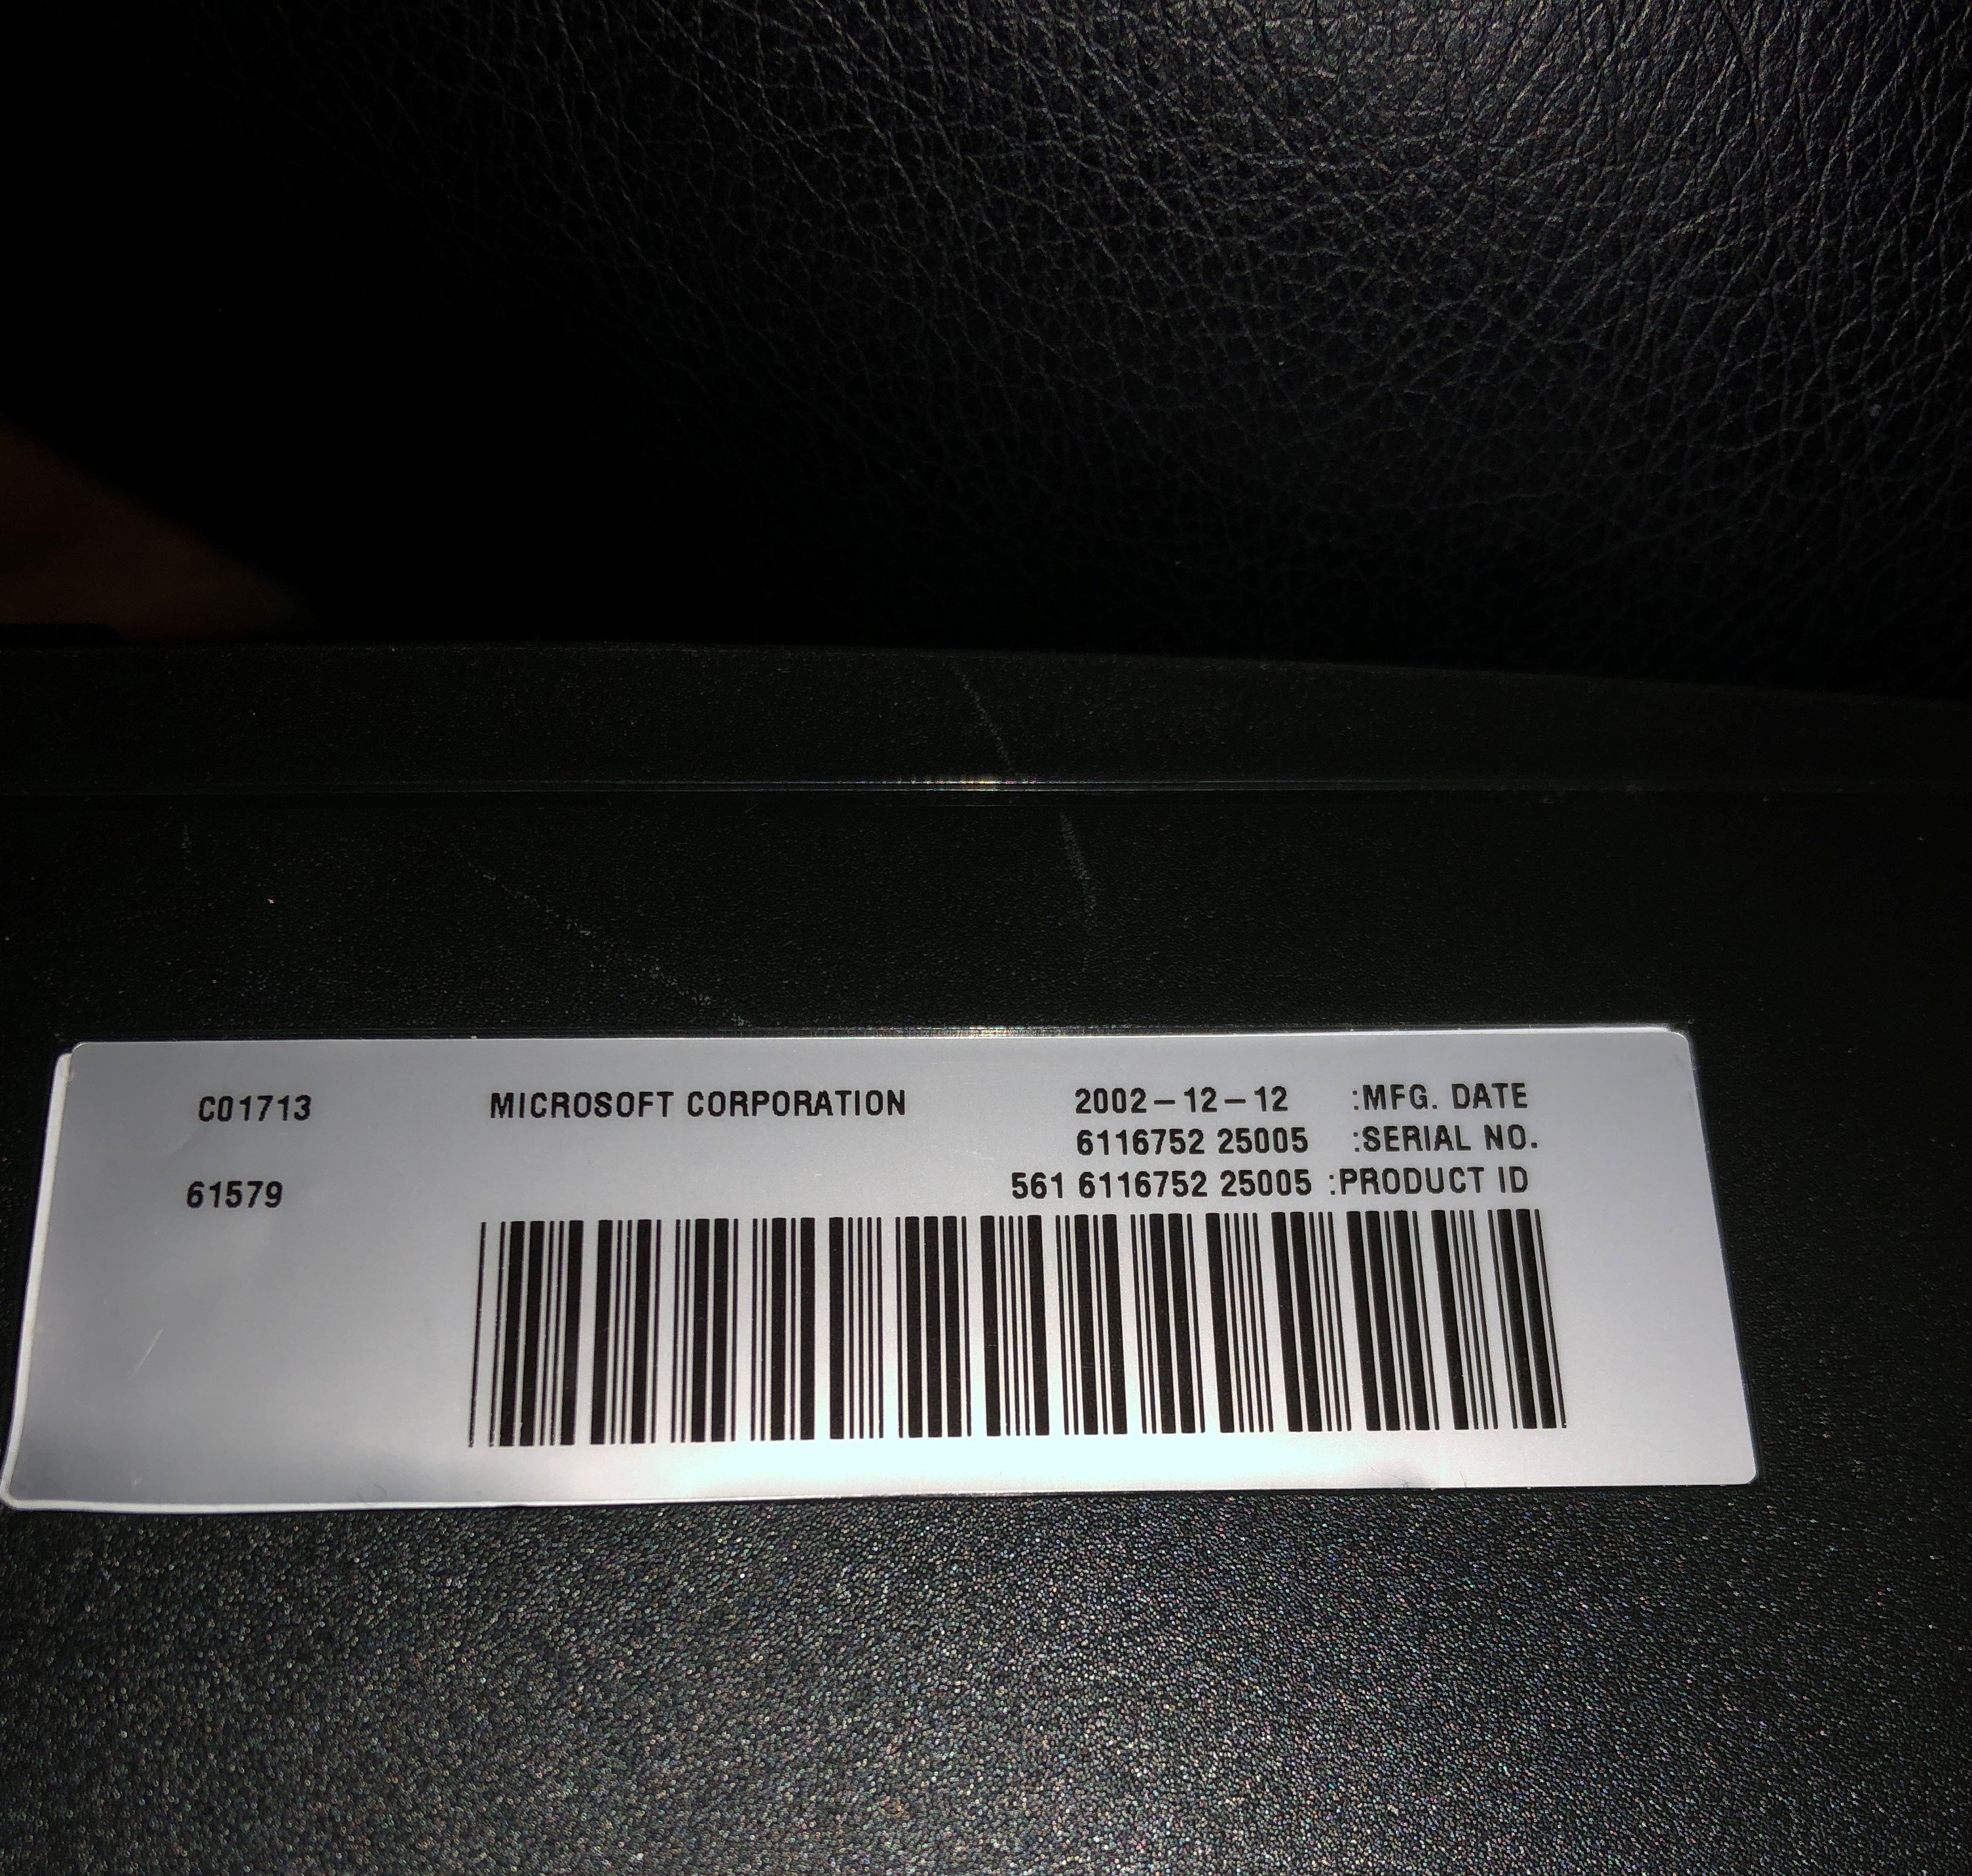 C01713 MICROSOFT CORPORATION 2002-12-12 :MFG. DATE
6116752 25005 :SERIAL NO.
61579 561 6116752 25005 :PRODUCT ID